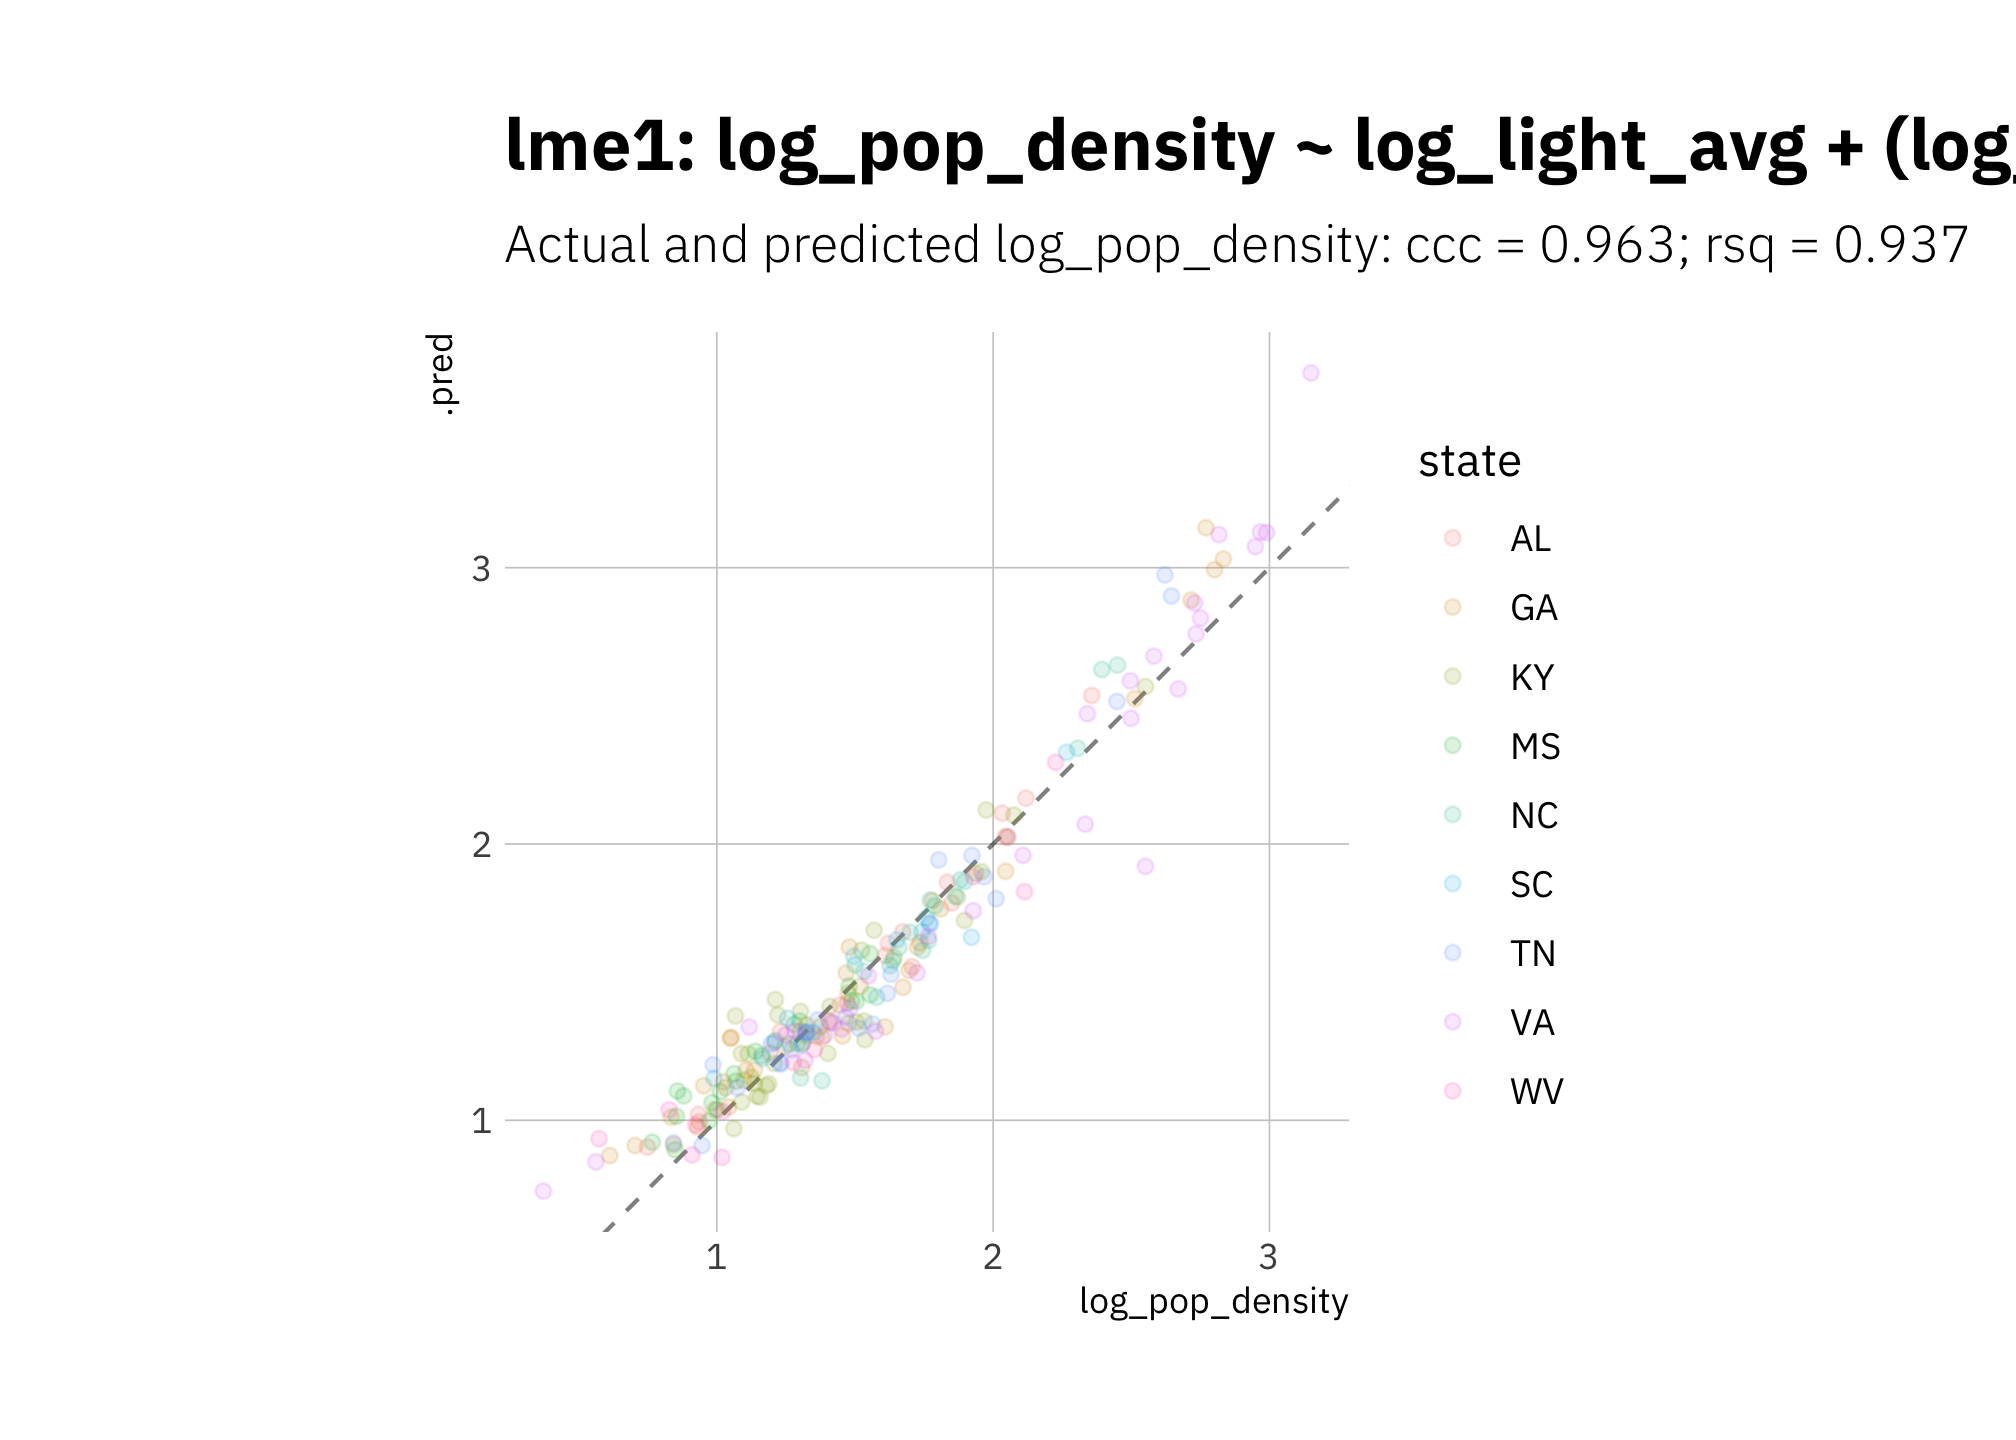 lme1: log_pop_density ~ log_light_avg + (log_
Actual and predicted log_pop_density: ccc = 0.963; rsq = 0.937
.pred
3
2
1
1 2 3
log_pop_density
state
AL
GA
KY
MS
NC
SC
TN
VA
WV